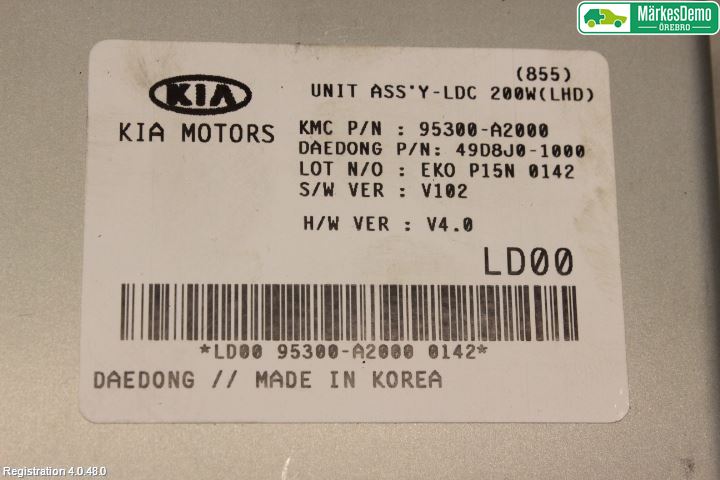 MärkesDemo
ÖREBRO
(855)
KIA
UNIT ASS'Y-LDC 200W(LHD)
KIA MOTORS
KMC P/N : 95300-A2000
DAEDONG P/N: 49D8J0-1000
LOT N/O : EKO P15N 0142
S/W VER : V102
H/W VER : V4.0
LD00
*LD00 95300-A2000 0142*
DAEDONG // MADE IN KOREA
Registration 4.0.48.0